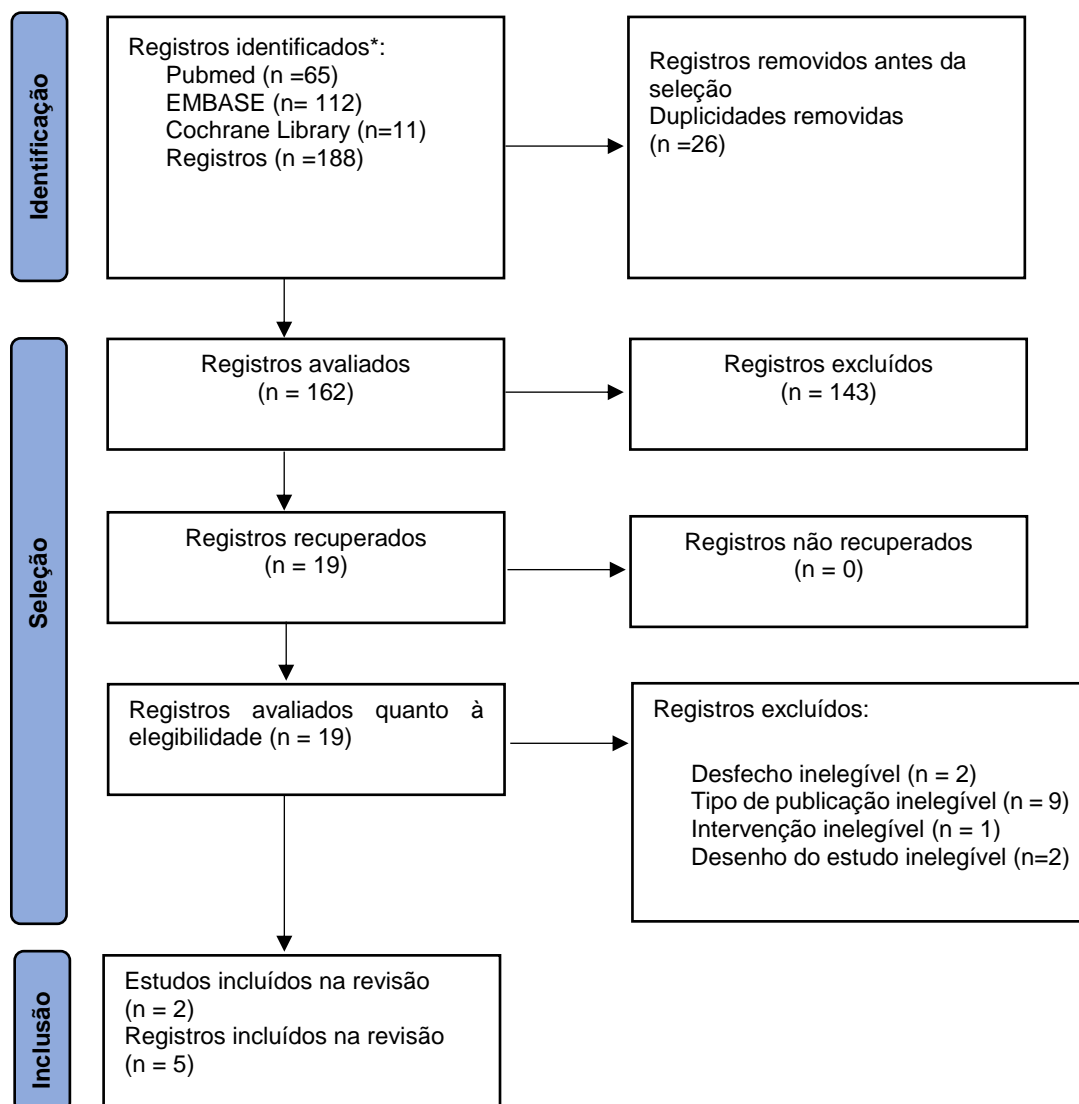 Identificação
Registros identificados*:
Pubmed (n =65)
EMBASE (n= 112)
Cochrane Library (n=11)
Registros (n =188)
Registros removidos antes da
seleção
Duplicidades removidas
(n =26)
Seleção
Registros avaliados
(n = 162)
Registros excluídos
(n = 143)
Registros recuperados
(n = 19)
Registros não recuperados
(n = 0)
Registros avaliados quanto à
elegibilidade (n = 19)
Registros excluídos:
Desfecho inelegível (n = 2)
Tipo de publicação inelegível (n = 9)
Intervenção inelegível (n = 1)
Desenho do estudo inelegível (n=2)
Inclusão
Estudos incluídos na revisão
(n = 2)
Registros incluídos na revisão
(n = 5)